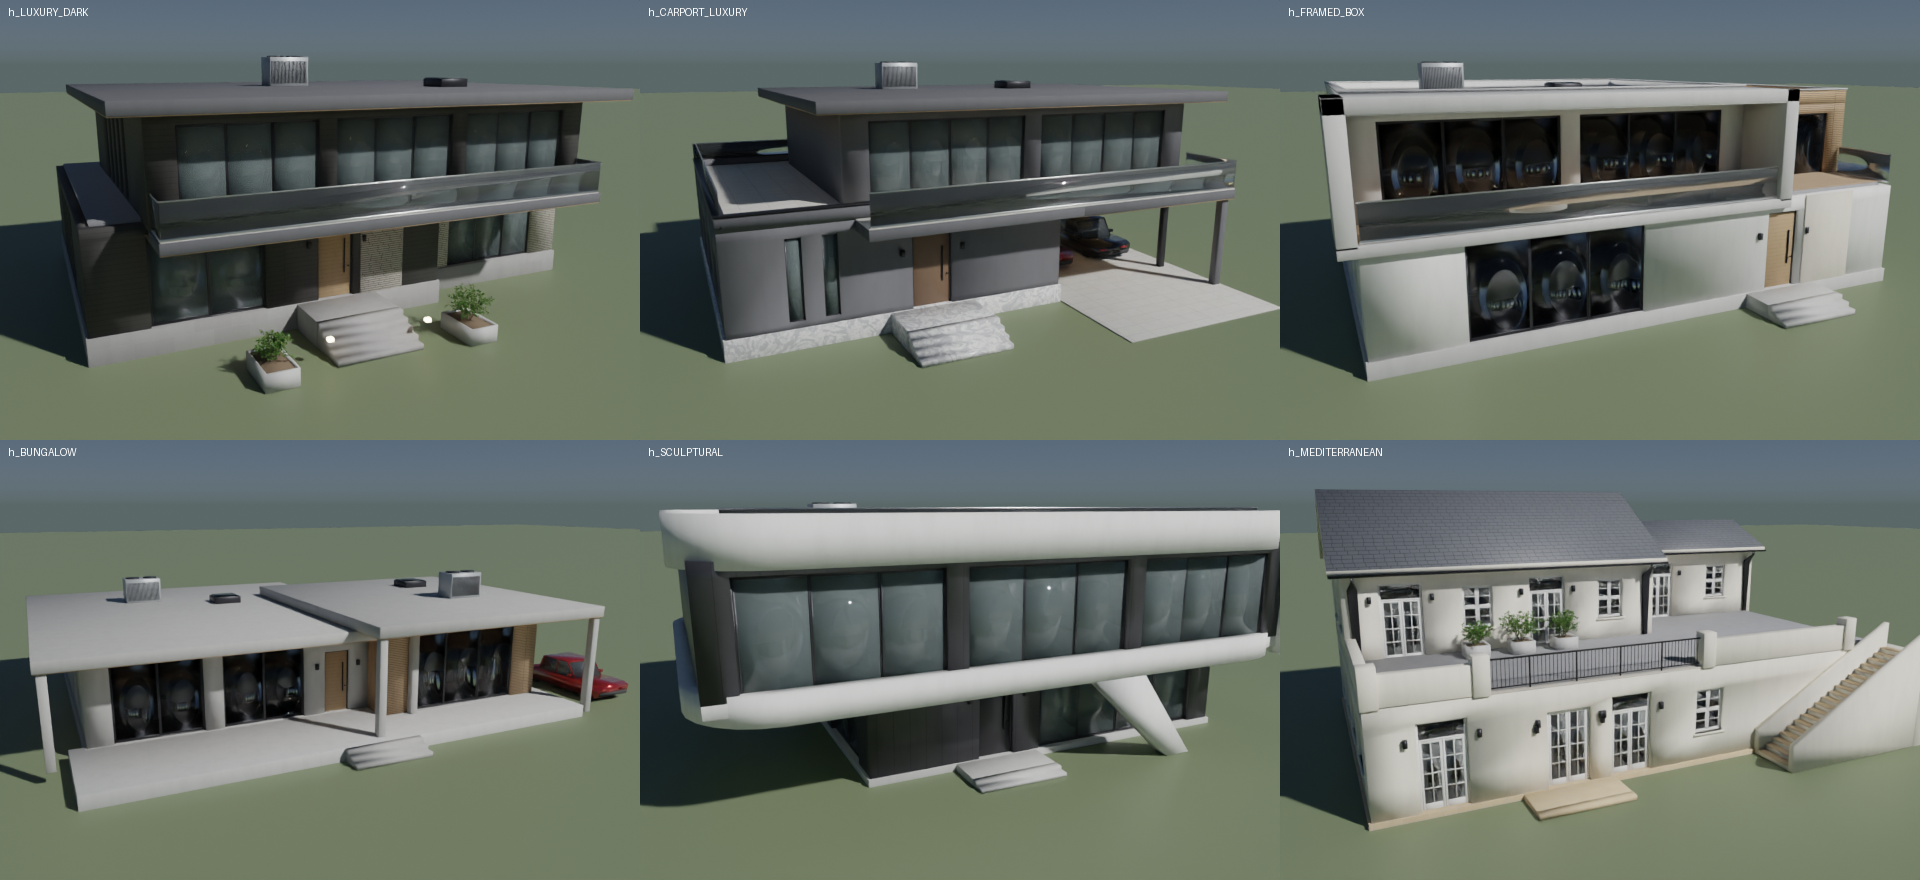 h_LUXURY_DARK
h_CARPORT_LUXURY
h_FRAMED_BOX
h_BUNGALOW
h_SCULPTURAL
h_MEDITERRANEAN